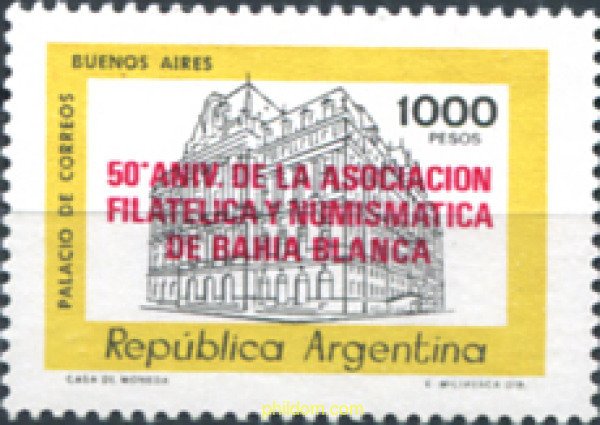 BUENOS AIRES
PALACIO DE CORREOS
1000
PESOS
50° ANIV. DE LA ASOCIACION
FILATELICA Y NUMISMATICA
DE BAHIA BLANCA
República Argentina
CASA DE MONEDA
phildom.com